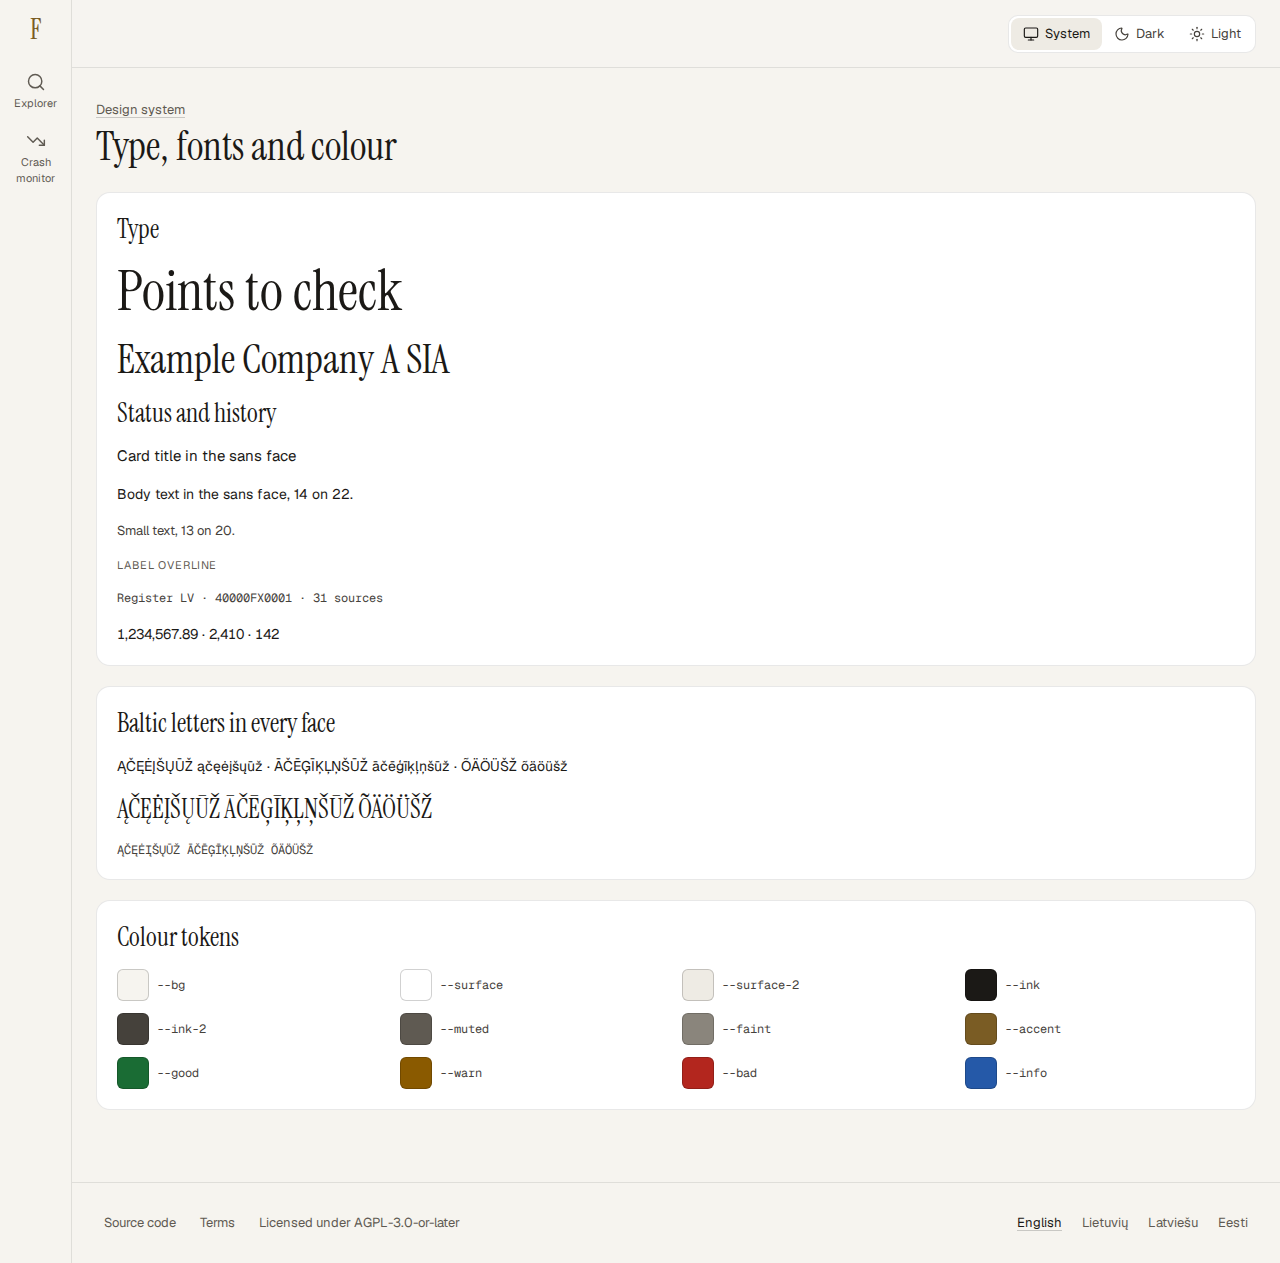 F
Explorer
Crash
monitor
System Dark Light
Design system
Type, fonts and colour
Type
Points to check
Example Company A SIA
Status and history
Card title in the sans face
Body text in the sans face, 14 on 22.
Small text, 13 on 20.
LABEL OVERLINE
Register LV · 40000FX0001 · 31 sources
1,234,567.89 · 2,410 · 142
Baltic letters in every face
ĄČĘĖĮŠŲŪŽ ąčęėįšųūž · ĀČĒĢĪĶĻŅŠŪŽ āčēģīķļņšūž · ÕÄÖÜŠŽ õäöüšž
ĄČĘĖĮŠŲŪŽ ĀČĒĢĪĶĻŅŠŪŽ ÕÄÖÜŠŽ
ĄČĘĖĮŠŲŪŽ ĀČĒĢĪĶĻŅŠŪŽ ÕÄÖÜŠŽ
Colour tokens
--bg --surface --surface-2 --ink
--ink-2 --muted --faint --accent
--good --warn --bad --info
Source code Terms Licensed under AGPL-3.0-or-later English Lietuvių Latviešu Eesti